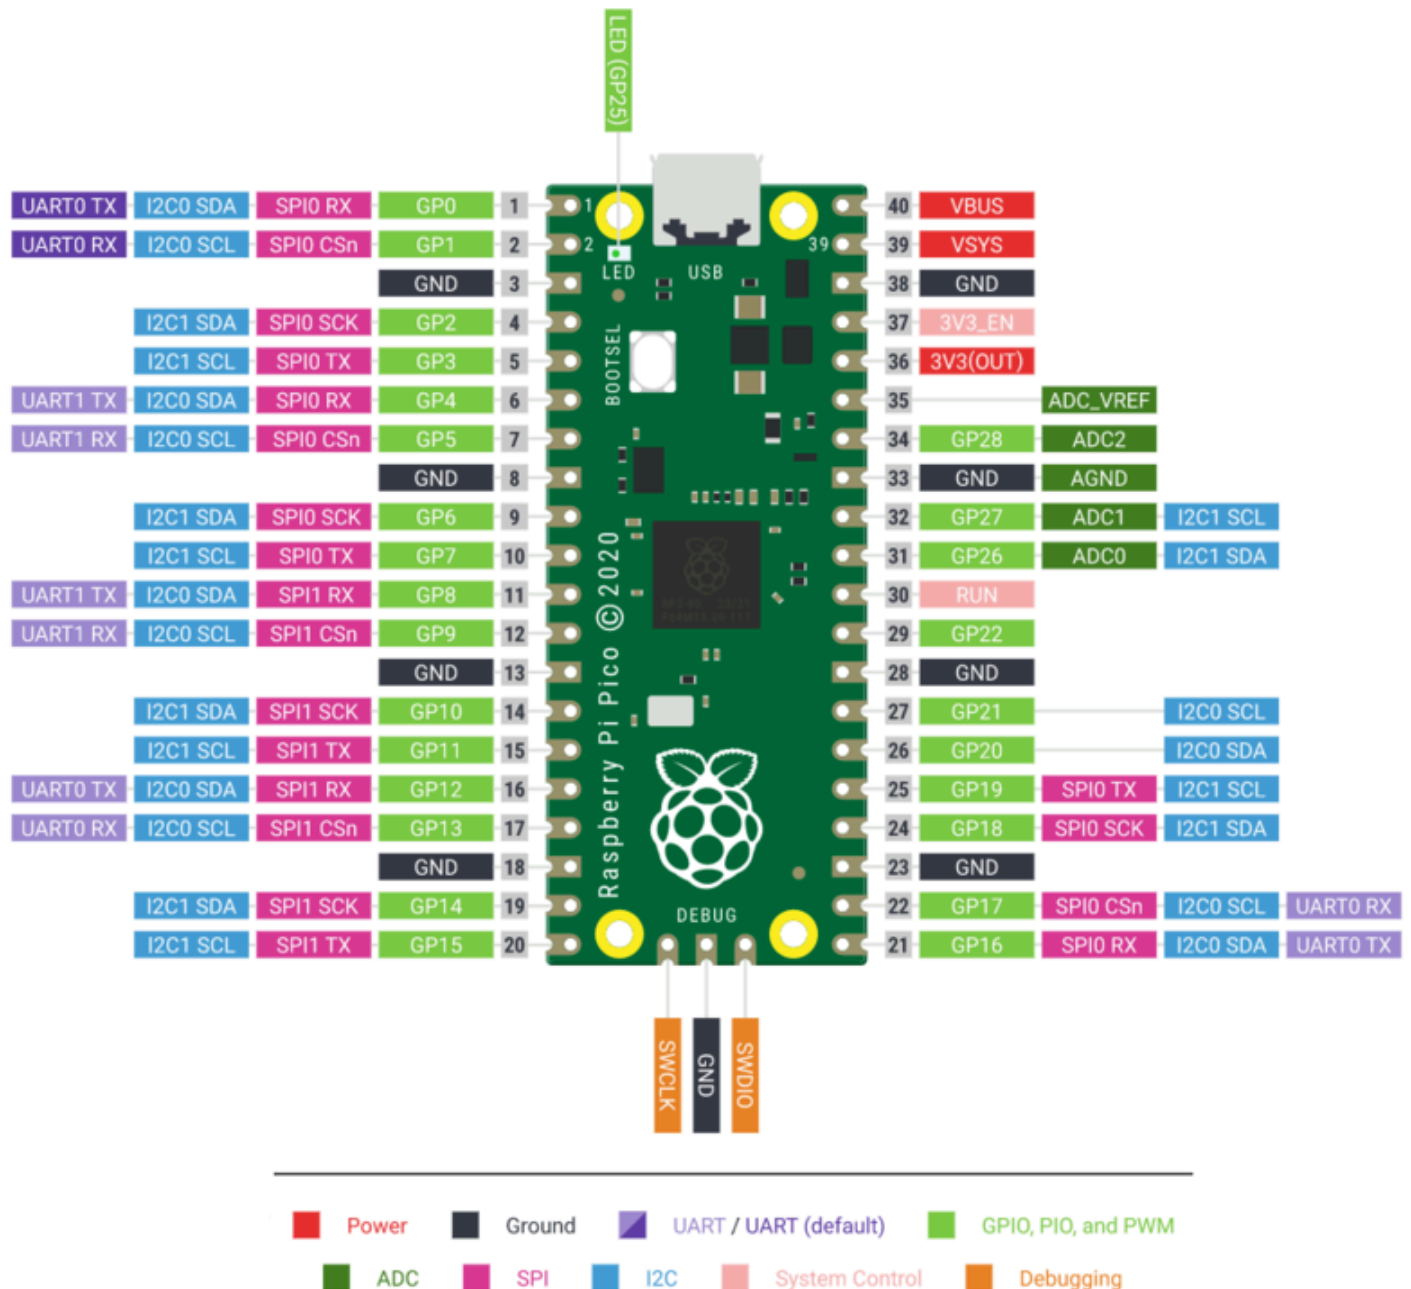 LED (GP25)
UART0 TX I2C0 SDA SPI0 RX GP0 1 1 40 VBUS
UART0 RX I2C0 SCL SPI0 CSn GP1 2 2 39 39 VSYS
LED USB
GND 3 38 GND
I2C1 SDA SPI0 SCK GP2 4 37 3V3_EN
I2C1 SCL SPI0 TX GP3 5 36 3V3(OUT)
BOOTSEL
UART1 TX I2C0 SDA SPI0 RX GP4 6 35 ADC_VREF
UART1 RX I2C0 SCL SPI0 CSn GP5 7 34 GP28 ADC2
GND 8 33 GND AGND
I2C1 SDA SPI0 SCK GP6 9 32 GP27 ADC1 I2C1 SCL
I2C1 SCL SPI0 TX GP7 10 31 GP26 ADC0 I2C1 SDA
UART1 TX I2C0 SDA SPI1 RX GP8 11 30 RUN
UART1 RX I2C0 SCL SPI1 CSn GP9 12 29 GP22
GND 13 28 GND
Raspberry Pi Pico ©2020
I2C1 SDA SPI1 SCK GP10 14 27 GP21 I2C0 SCL
I2C1 SCL SPI1 TX GP11 15 26 GP20 I2C0 SDA
UART0 TX I2C0 SDA SPI1 RX GP12 16 25 GP19 SPI0 TX I2C1 SCL
UART0 RX I2C0 SCL SPI1 CSn GP13 17 24 GP18 SPI0 SCK I2C1 SDA
GND 18 23 GND
I2C1 SDA SPI1 SCK GP14 19 22 GP17 SPI0 CSn I2C0 SCL UART0 RX
DEBUG
I2C1 SCL SPI1 TX GP15 20 21 GP16 SPI0 RX I2C0 SDA UART0 TX
SWCLK
GND
SWDIO
Power Ground UART / UART (default) GPIO, PIO, and PWM
ADC SPI I2C System Control Debugging